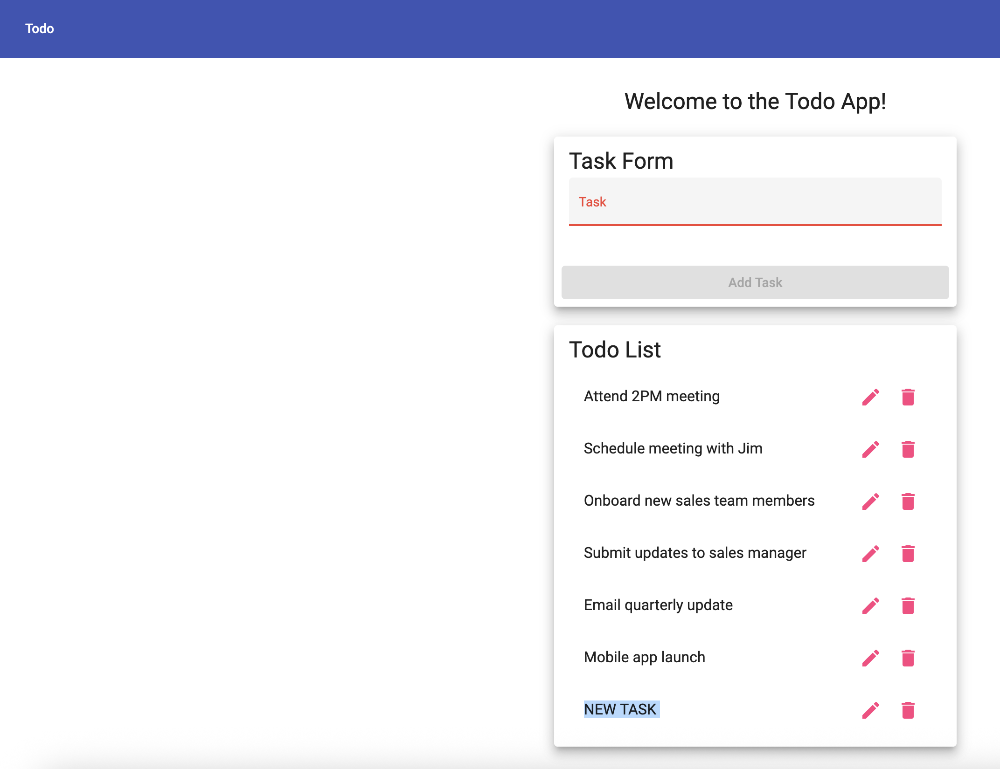 Todo
Welcome to the Todo App!
Task Form
Task
Add Task
Todo List
Attend 2PM meeting
Schedule meeting with Jim
Onboard new sales team members
Submit updates to sales manager
Email quarterly update
Mobile app launch
NEW TASK